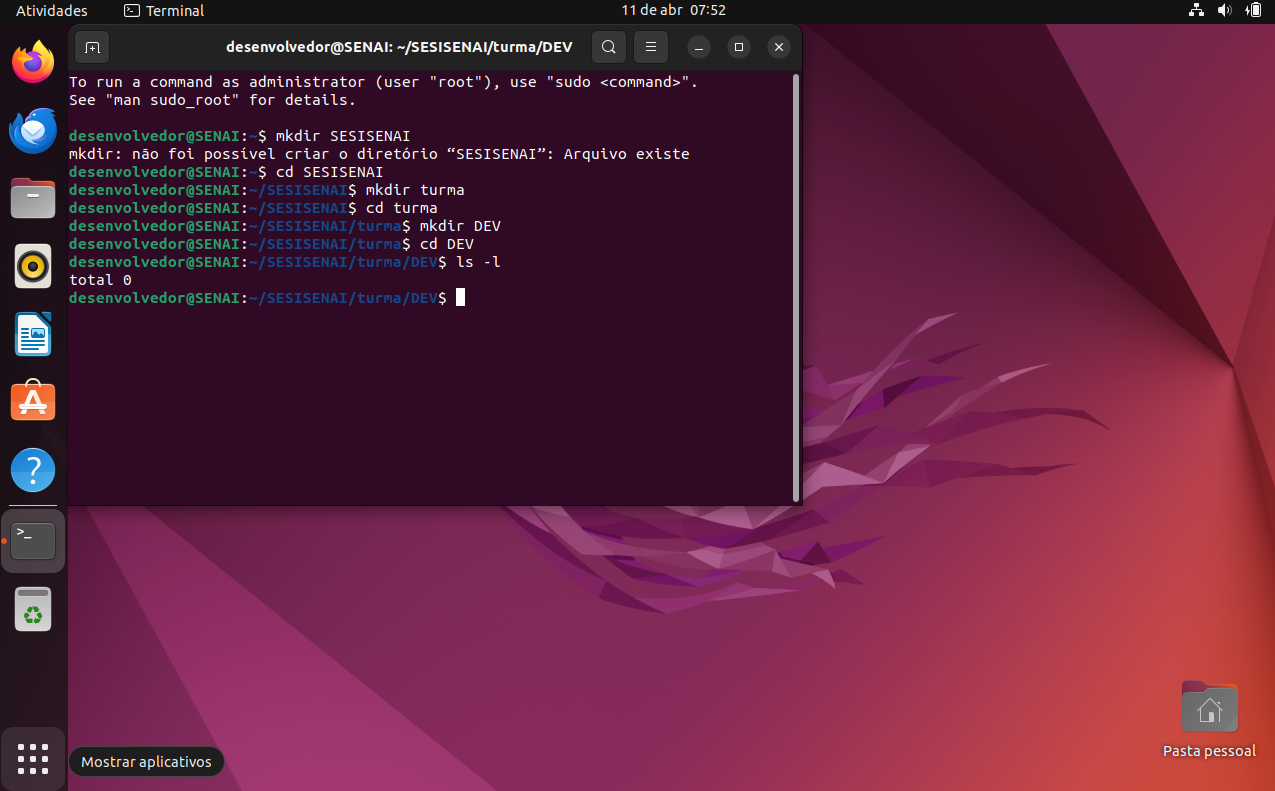 Atividades
Terminal
11 de abr 07:52
desenvolvedor@SENAI: ~/SESISENAI/turma/DEV
To run a command as administrator (user "root"), use "sudo <command>".
See "man sudo_root" for details.
desenvolvedor@SENAI:~$ mkdir SESISENAI
mkdir: não foi possível criar o diretório “SESISENAI”: Arquivo existe
desenvolvedor@SENAI:~$ cd SESISENAI
desenvolvedor@SENAI:~/SESISENAI$ mkdir turma
desenvolvedor@SENAI:~/SESISENAI$ cd turma
desenvolvedor@SENAI:~/SESISENAI/turma$ mkdir DEV
desenvolvedor@SENAI:~/SESISENAI/turma$ cd DEV
desenvolvedor@SENAI:~/SESISENAI/turma/DEV$ ls -l
total 0
desenvolvedor@SENAI:~/SESISENAI/turma/DEV$
Pasta pessoal
Mostrar aplicativos